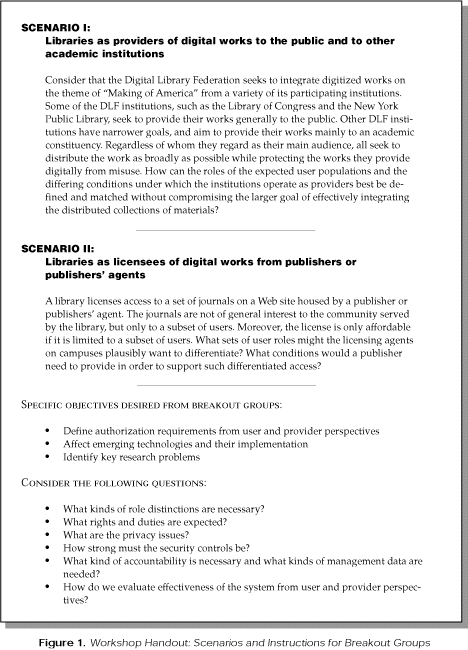 SCENARIO I:
Libraries as providers of digital works to the public and to other
academic institutions
Consider that the Digital Library Federation seeks to integrate digitized works on
the theme of “Making of America” from a variety of its participating institutions.
Some of the DLF institutions, such as the Library of Congress and the New York
Public Library, seek to provide their works generally to the public. Other DLF insti-
tutions have narrower goals, and aim to provide their works mainly to an academic
constituency. Regardless of whom they regard as their main audience, all seek to
distribute the work as broadly as possible while protecting the works they provide
digitally from misuse. How can the roles of the expected user populations and the
differing conditions under which the institutions operate as providers best be de-
fined and matched without compromising the larger goal of effectively integrating
the distributed collections of materials?
SCENARIO II:
Libraries as licensees of digital works from publishers or
publishers’ agents
A library licenses access to a set of journals on a Web site housed by a publisher or
publishers’ agent. The journals are not of general interest to the community served
by the library, but only to a subset of users. Moreover, the license is only affordable
if it is limited to a subset of users. What sets of user roles might the licensing agents
on campuses plausibly want to differentiate? What conditions would a publisher
need to provide in order to support such differentiated access?
SPECIFIC OBJECTIVES DESIRED FROM BREAKOUT GROUPS:
• Define authorization requirements from user and provider perspectives
• Affect emerging technologies and their implementation
• Identify key research problems
CONSIDER THE FOLLOWING QUESTIONS:
• What kinds of role distinctions are necessary?
• What rights and duties are expected?
• What are the privacy issues?
• How strong must the security controls be?
• What kind of accountability is necessary and what kinds of management data are
needed?
• How do we evaluate effectiveness of the system from user and provider perspec-
tives?
Figure 1. Workshop Handout: Scenarios and Instructions for Breakout Groups